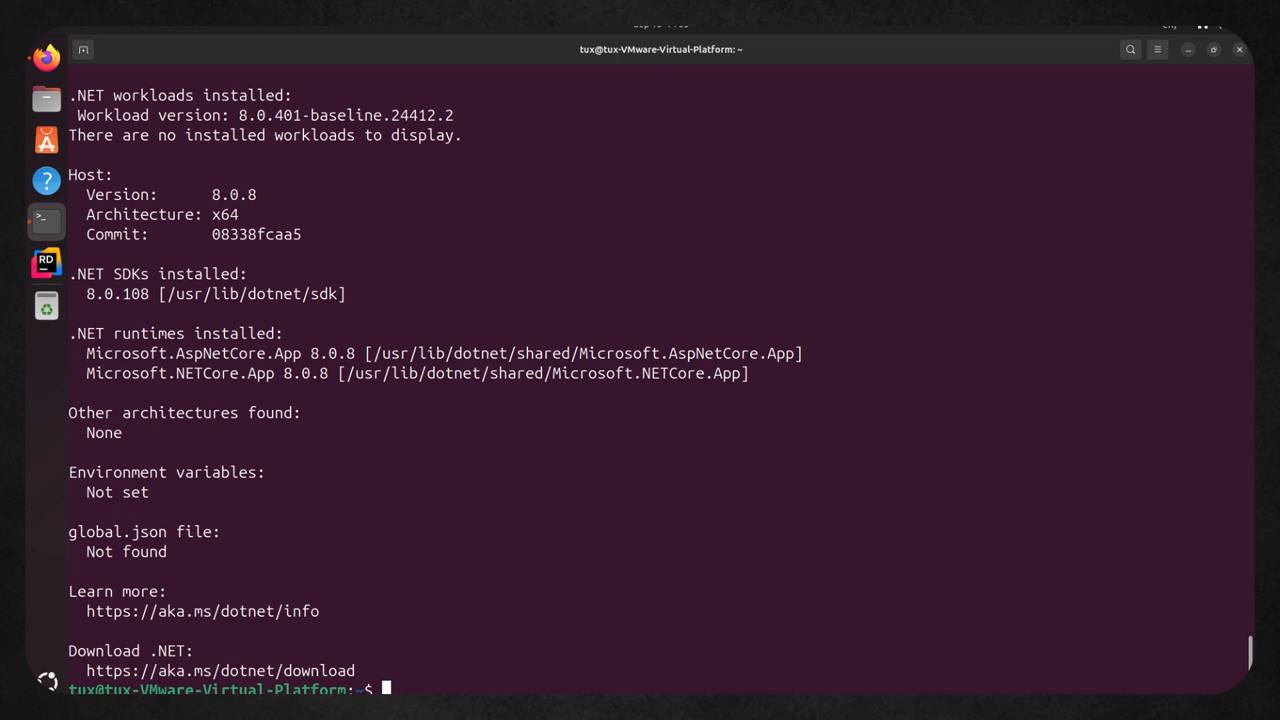 tux@tux-VMware-Virtual-Platform: ~
.NET workloads installed:
Workload version: 8.0.401-baseline.24412.2
There are no installed workloads to display.
Host:
Version: 8.0.8
Architecture: x64
Commit: 08338fcaa5
.NET SDKs installed:
8.0.108 [/usr/lib/dotnet/sdk]
.NET runtimes installed:
Microsoft.AspNetCore.App 8.0.8 [/usr/lib/dotnet/shared/Microsoft.AspNetCore.App]
Microsoft.NETCore.App 8.0.8 [/usr/lib/dotnet/shared/Microsoft.NETCore.App]
Other architectures found:
None
Environment variables:
Not set
global.json file:
Not found
Learn more:
https://aka.ms/dotnet/info
Download .NET:
https://aka.ms/dotnet/download
tux@tux-VMware-Virtual-Platform:~$
RD